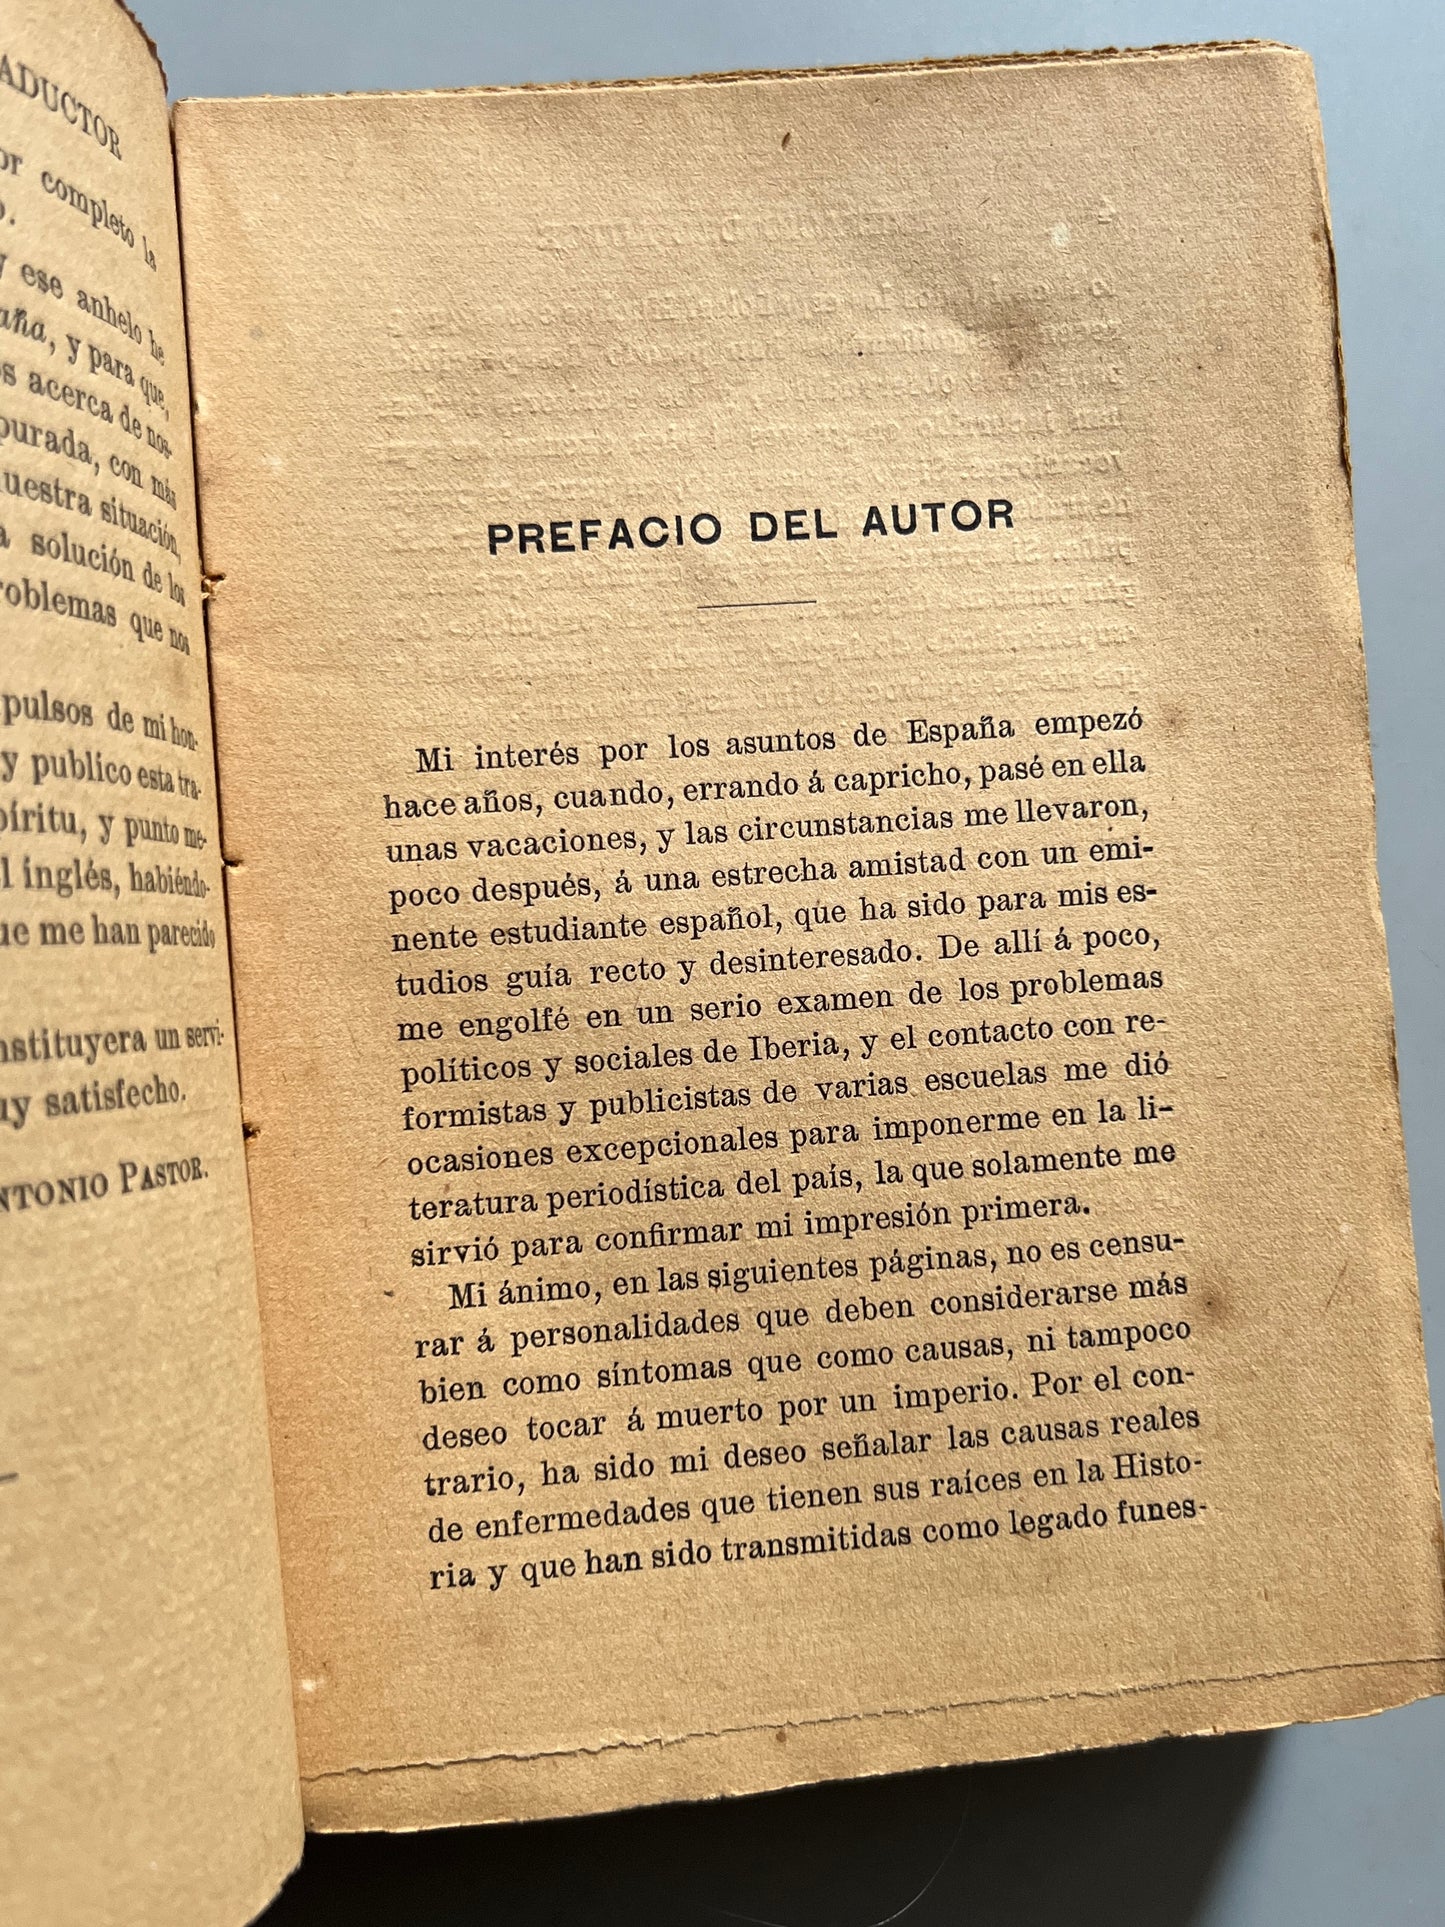 ADUCTOR
completo la
y ese anhelo he
aña, y para que,
os acerca de nos-
purada, con más
uestra situación,
a solución de los
roblemas que nos
pulsos de mi hon-
y publico esta tra-
píritu, y punto me-
l inglés, habiéndo-
ue me han parecido
nstituyera un servi-
uy satisfecho.
NTONIO PASTOR.
PREFACIO DEL AUTOR
Mi interés por los asuntos de España empezó
hace años, cuando, errando á capricho, pasé en ella
unas vacaciones, y las circunstancias me llevaron,
poco después, á una estrecha amistad con un emi-
nente estudiante español, que ha sido para mis es-
tudios guía recto y desinteresado. De allí á poco,
me engolfé en un serio examen de los problemas
políticos y sociales de Iberia, y el contacto con re-
formistas y publicistas de varias escuelas me dió
ocasiones excepcionales para imponerme en la li-
teratura periodística del país, la que solamente me
sirvió para confirmar mi impresión primera.
Mi ánimo, en las siguientes páginas, no es censu-
rar á personalidades que deben considerarse más
bien como síntomas que como causas, ni tampoco
deseo tocar á muerto por un imperio. Por el con-
trario, ha sido mi deseo señalar las causas reales
de enfermedades que tienen sus raíces en la Histo-
ria y que han sido transmitidas como legado funes-